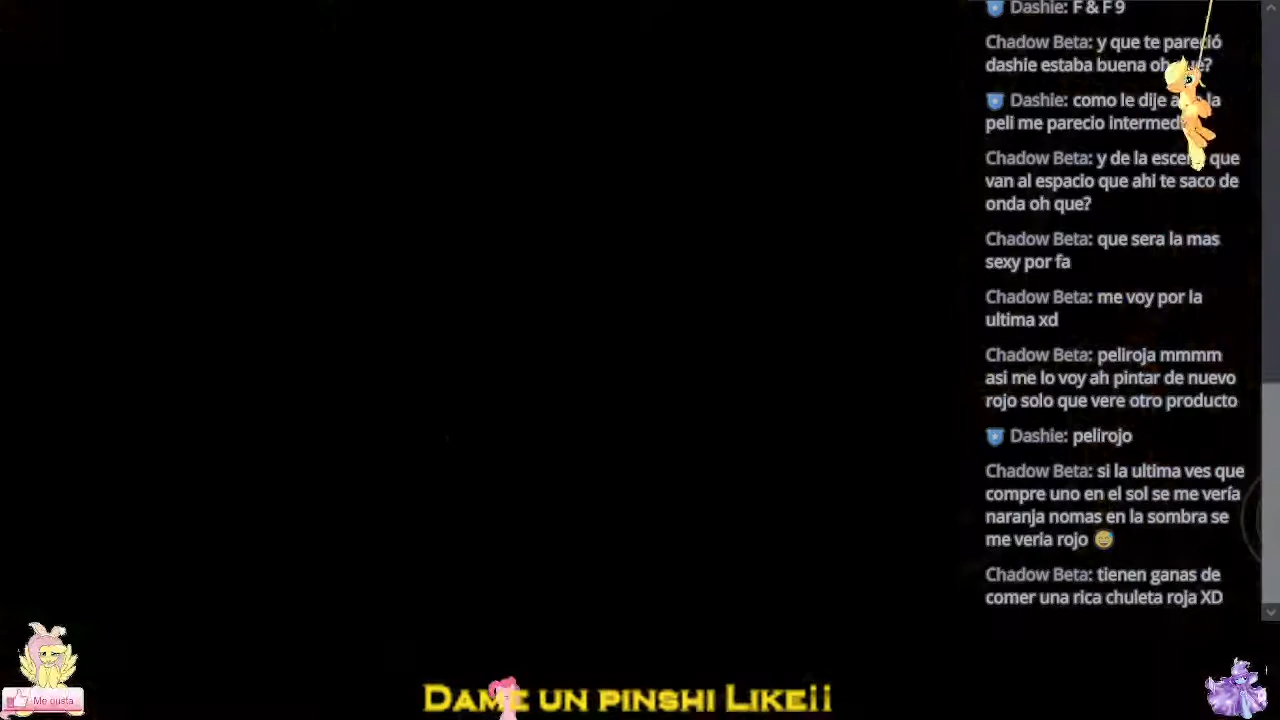 Dashie: F & F 9
Chadow Beta: y que te pareció
dashie estaba buena oh que?
Dashie: como le dije la
peli me parecio
Chadow Beta: y de la escena que
van al espacio que ahi te saco de
onda oh que?
Chadow Beta: que sera la mas
sexy por fa
Chadow Beta: me voy por la
ultima xd
Chadow Beta: peliroja mmmm
asi me lo voy ah pintar de nuevo
rojo solo que vere otro producto
Dashie: pelirojo
Chadow Beta: si la ultima ves que
compre uno en el sol se me vería
naranja nomas en la sombra se
me veria rojo 😅
Chadow Beta: tienen ganas de
comer una rica chuleta roja XD
Me gusta
Dame un pinshi Like¡¡